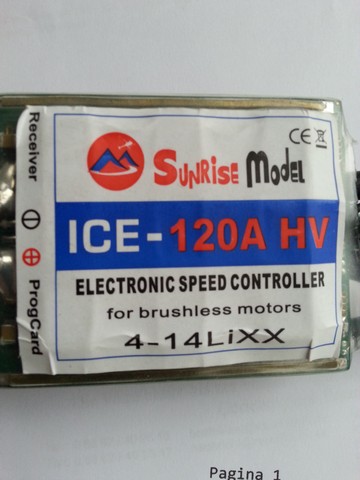 Receiver
ProgCard
CE
SUNRiSE MODEL
ICE-120A HV
ELECTRONIC SPEED CONTROLLER
for brushless motors
4-14LiXX
Pagina 1